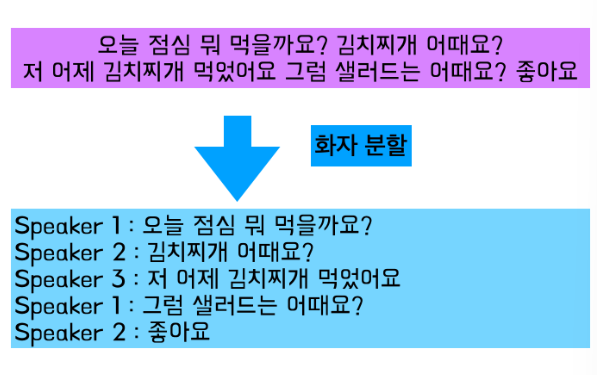 오늘 점심 뭐 먹을까요? 김치찌개 어때요?
저 어제 김치찌개 먹었어요 그럼 샐러드는 어때요? 좋아요
화자 분할
Speaker 1 : 오늘 점심 뭐 먹을까요?
Speaker 2 : 김치찌개 어때요?
Speaker 3 : 저 어제 김치찌개 먹었어요
Speaker 1 : 그럼 샐러드는 어때요?
Speaker 2 : 좋아요